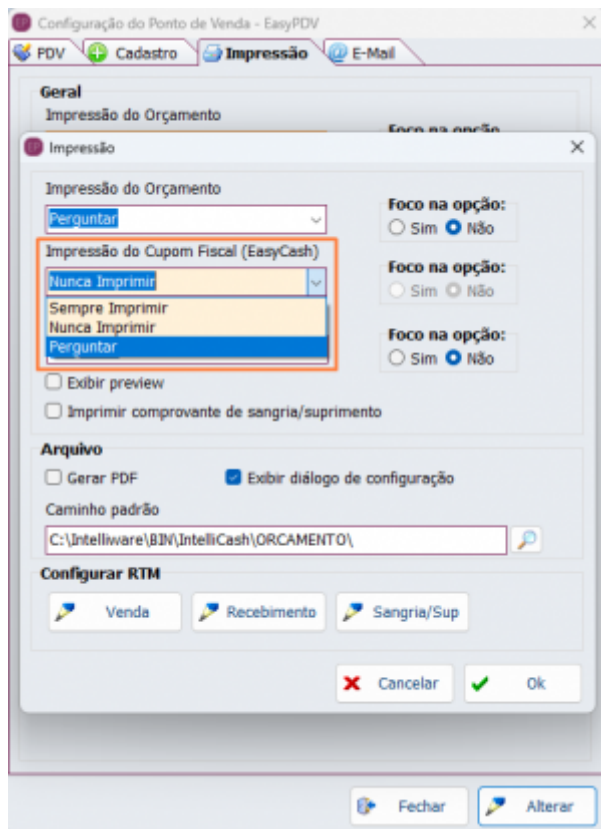 EP Configuração do Ponto de Venda - EasyPDV
PDV Cadastro Impressão E-Mail
Geral
Impressão do Orçamento
Foco na opção
EP Impressão
Impressão do Orçamento
Foco na opção:
Perguntar
Sim Não
Impressão do Cupom Fiscal (EasyCash)
Foco na opção:
Nunca Imprimir
Sim Não
Sempre Imprimir
Nunca Imprimir
Foco na opção:
Perguntar
Sim Não
Exibir preview
Imprimir comprovante de sangria/suprimento
Arquivo
Gerar PDF Exibir diálogo de configuração
Caminho padrão
C:\Intelliware\BIN\IntelliCash\ORCAMENTO\
Configurar RTM
Venda Recebimento Sangria/Sup
Cancelar Ok
Fechar Alterar